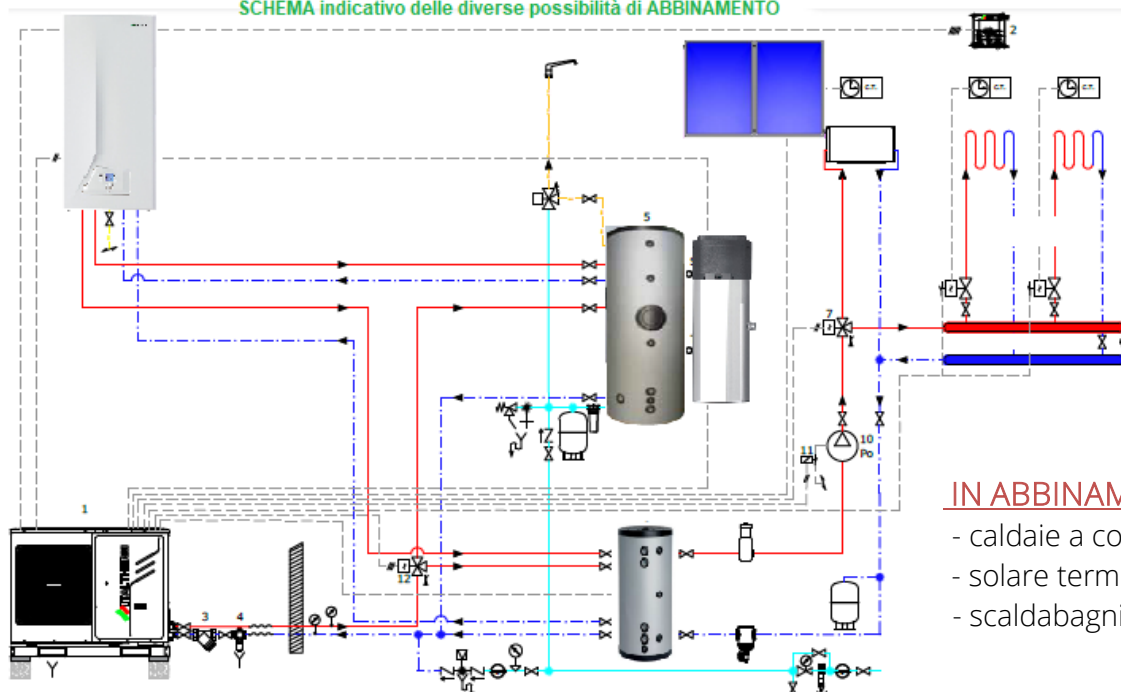 SCHEMA indicativo delle diverse possibilità di ABBINAMENTO
2
5
7
10
Po
11
1
12
3
4
ITALTHERM
IN ABBINAM
- caldaie a co
- solare term
- scaldabagni